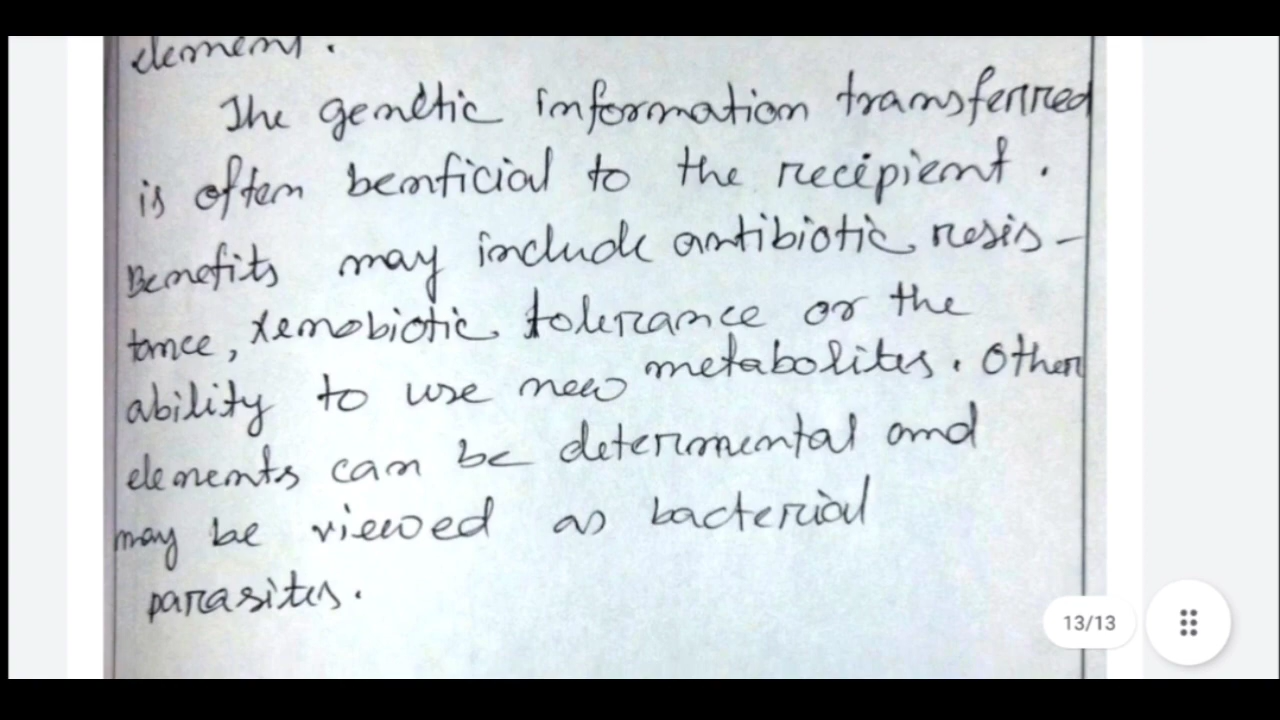 element.
The genetic information transferred
is often benficial to the recipient.
Benefits may include antibiotic resis-
tance, xenobiotic tolerance or the
ability to use new metabolites. Other
elements can be determental and
may be viewed as bacterial
parasites.
13/13